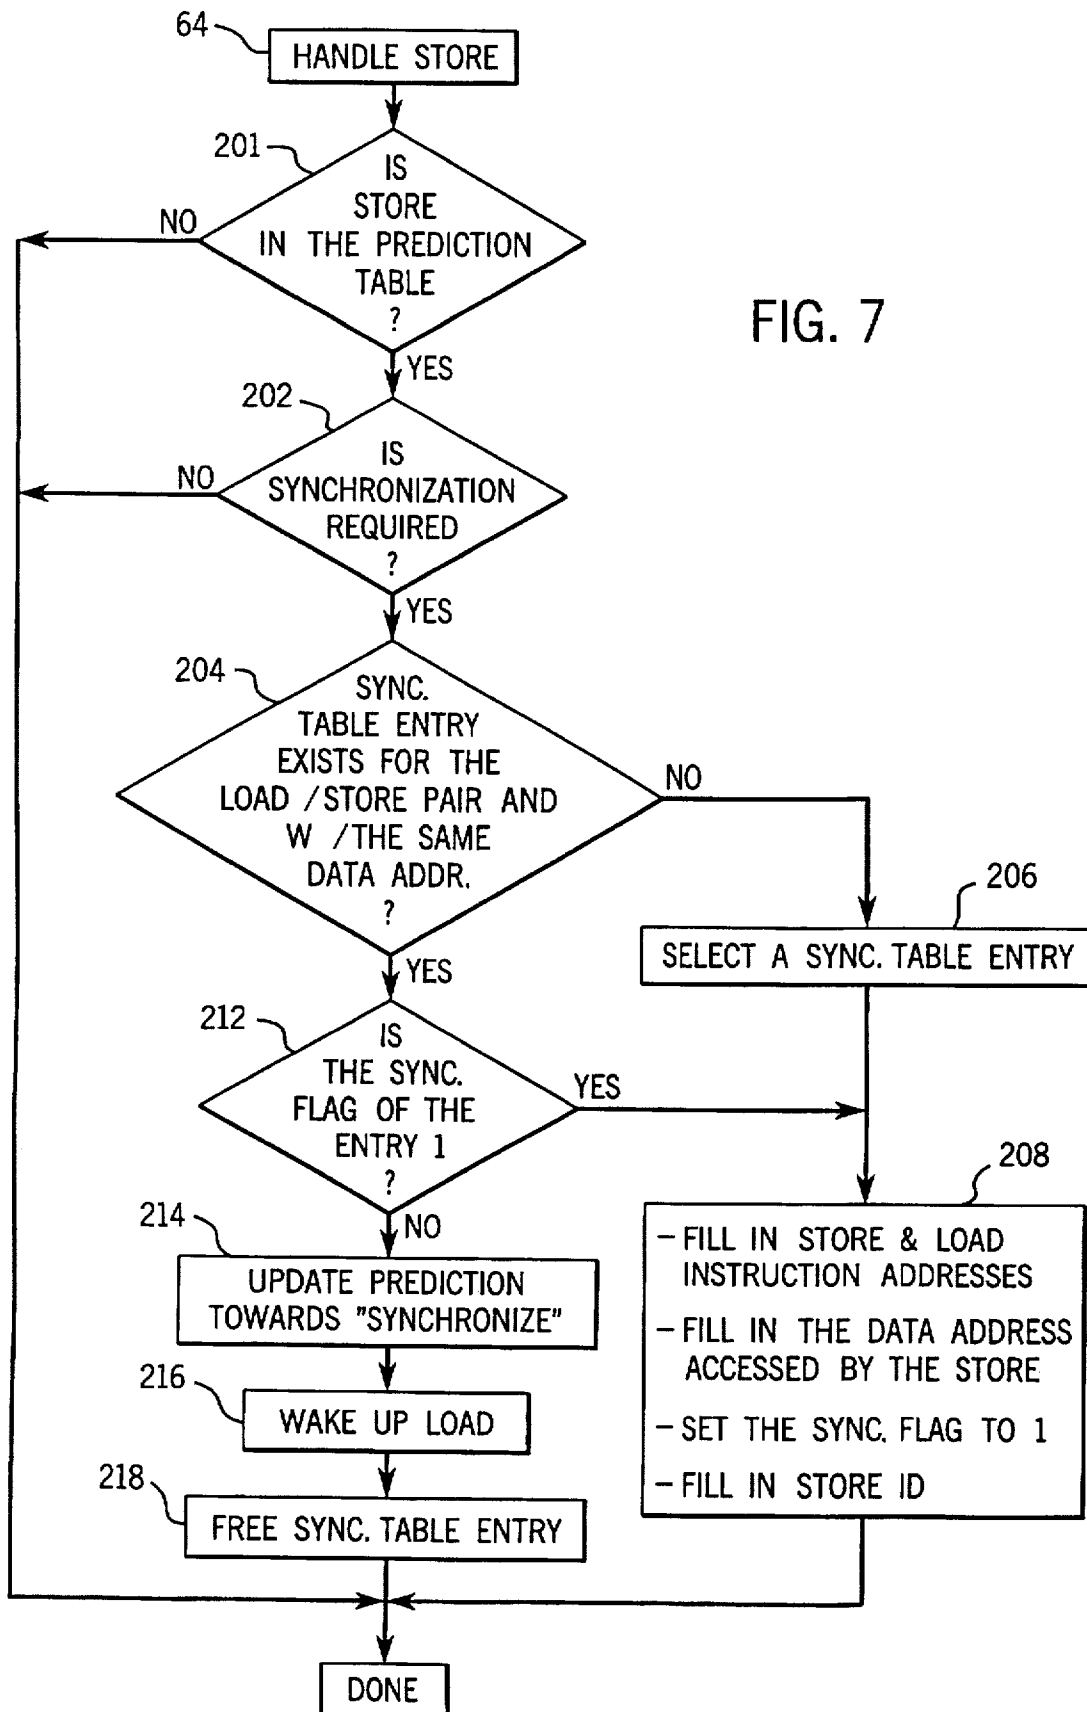 64
HANDLE STORE
201
IS
STORE
IN THE PREDICTION
TABLE
?
NO
YES
FIG. 7
202
IS
SYNCHRONIZATION
REQUIRED
?
NO
YES
204
SYNC.
TABLE ENTRY
EXISTS FOR THE
LOAD /STORE PAIR AND
W /THE SAME
DATA ADDR.
?
NO
YES
206
SELECT A SYNC. TABLE ENTRY
212
IS
THE SYNC.
FLAG OF THE
ENTRY 1
?
YES
NO
208
- FILL IN STORE & LOAD
INSTRUCTION ADDRESSES
- FILL IN THE DATA ADDRESS
ACCESSED BY THE STORE
- SET THE SYNC. FLAG TO 1
- FILL IN STORE ID
214
UPDATE PREDICTION
TOWARDS "SYNCHRONIZE"
216
WAKE UP LOAD
218
FREE SYNC. TABLE ENTRY
DONE